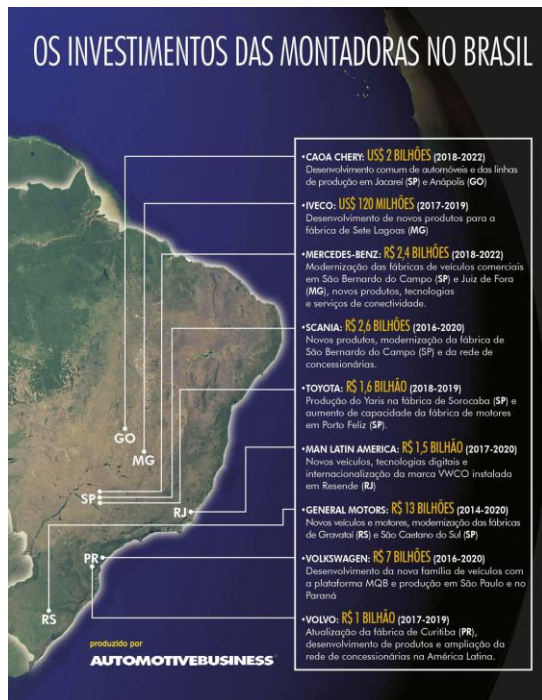 OS INVESTIMENTOS DAS MONTADORAS NO BRASIL
•CAOA CHERY: US$ 2 BILHÕES (2018-2022)
Desenvolvimento comum de automóveis e das linhas
de produção em Jacareí (SP) e Anápolis (GO)
•IVECO: US$ 120 MILHÕES (2017-2019)
Desenvolvimento de novos produtos para a
fábrica de Sete Lagoas (MG)
•MERCEDES-BENZ: R$ 2,4 BILHÕES (2018-2022)
Modernização das fábricas de veículos comerciais
em São Bernardo do Campo (SP) e Juiz de Fora
(MG), novos produtos, tecnologias
e serviços de conectividade.
•SCANIA: R$ 2,6 BILHÕES (2016-2020)
Novos produtos, modernização da fábrica de
São Bernardo do Campo (SP) e da rede de
concessionárias.
•TOYOTA: R$ 1,6 BILHÃO (2018-2019)
Produção do Yaris na fábrica de Sorocaba (SP) e
aumento de capacidade da fábrica de motores
em Porto Feliz (SP).
•MAN LATIN AMERICA: R$ 1,5 BILHÃO (2017-2020)
Novos veículos, tecnologias digitais e
internacionalização da marca VWCO instalada
em Resende (RJ)
•GENERAL MOTORS: R$ 13 BILHÕES (2014-2020)
Novos veículos e motores, modernização das fábricas
de Gravataí (RS) e São Caetano do Sul (SP)
•VOLKSWAGEN: R$ 7 BILHÕES (2016-2020)
Desenvolvimento da nova família de veículos com
a plataforma MQB e produção em São Paulo e no
Paraná
•VOLVO: R$ 1 BILHÃO (2017-2019)
Atualização da fábrica de Curitiba (PR),
desenvolvimento de produtos e ampliação da
rede de concessionárias na América Latina.
GO
MG
SP
RJ
PR
RS
produzido por
AUTOMOTIVEBUSINESS